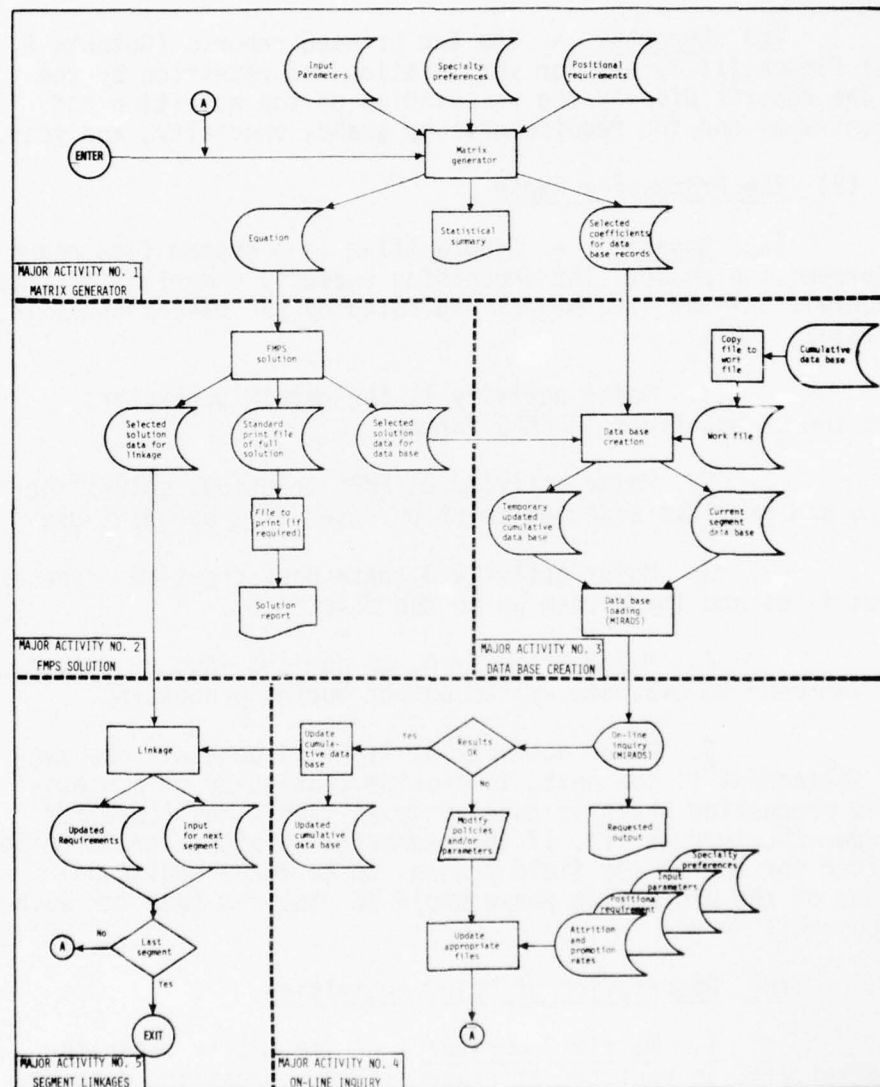 Input
Parameters
Specialty
preferences
Positional
requirements
A
ENTER
Matrix
generator
Equation
Statistical
summary
Selected
coefficients
for data
base records
MAJOR ACTIVITY NO. 1
MATRIX GENERATOR
FMPS
solution
Copy
file to
work
file
Cumulative
data base
Selected
solution
data for
linkage
Standard
print file
of full
solution
Selected
solution
data for
data base
Data base
creation
Work file
File to
print (if
required)
Temporary
updated
cumulative
data base
Current
segment
data base
Solution
report
Data base
loading
(MIRADS)
MAJOR ACTIVITY NO. 2
FMPS SOLUTION
MAJOR ACTIVITY NO. 3
DATA BASE CREATION
Linkage
Update
cumula-
tive data
base
Yes
Results
OK
On-line
inquiry
(MIRADS)
No
Updated
Requirements
Input
for next
segment
Updated
cumulative
data base
Modify
policies
and/or
parameters
Requested
output
Specialty
preferences
Input
parameters
Positional
requirement
Attrition
and
promotion
rates
A
No
Last
segment
Yes
Update
appropriate
files
EXIT
A
MAJOR ACTIVITY NO. 5
SEGMENT LINKAGES
MAJOR ACTIVITY NO. 4
ON-LINE INQUIRY